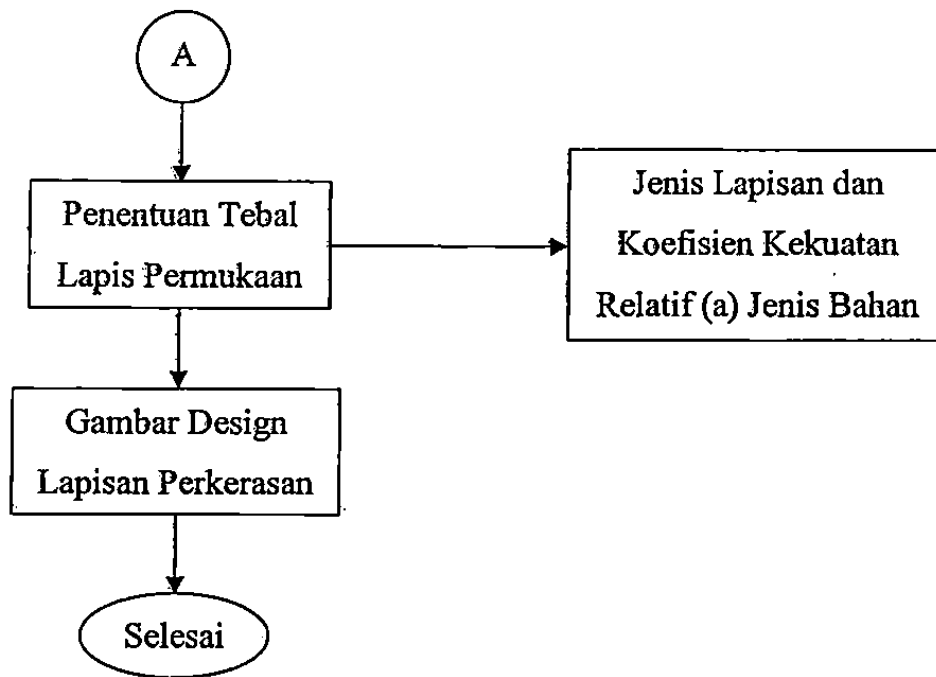 A
Penentuan Tebal
Lapis Permukaan
Jenis Lapisan dan
Koefisien Kekuatan
Relatif (a) Jenis Bahan
Gambar Design
Lapisan Perkerasan
Selesai